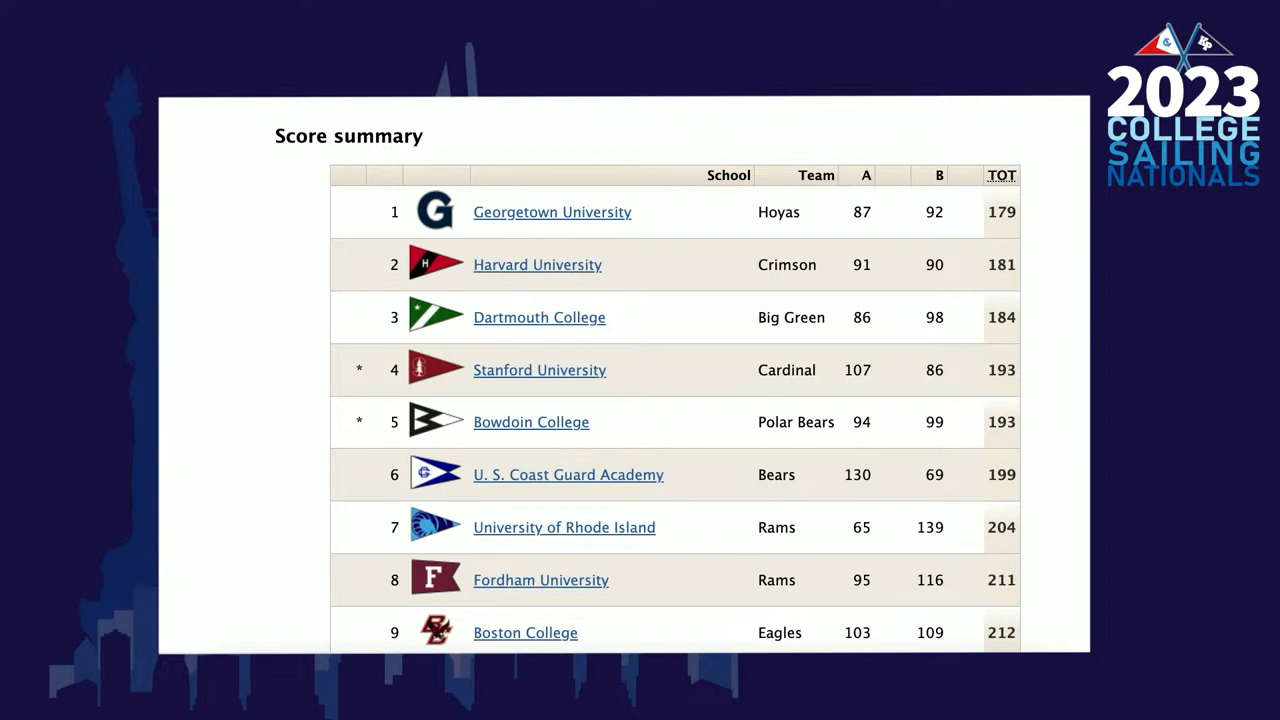 KP
2023
COLLEGE
SAILING
NATIONALS
Score summary
School Team A B TOT
1 G Georgetown University Hoyas 87 92 179
2 H Harvard University Crimson 91 90 181
3 Dartmouth College Big Green 86 98 184
* 4 Stanford University Cardinal 107 86 193
* 5 B Bowdoin College Polar Bears 94 99 193
6 U. S. Coast Guard Academy Bears 130 69 199
7 University of Rhode Island Rams 65 139 204
8 F Fordham University Rams 95 116 211
9 BC Boston College Eagles 103 109 212